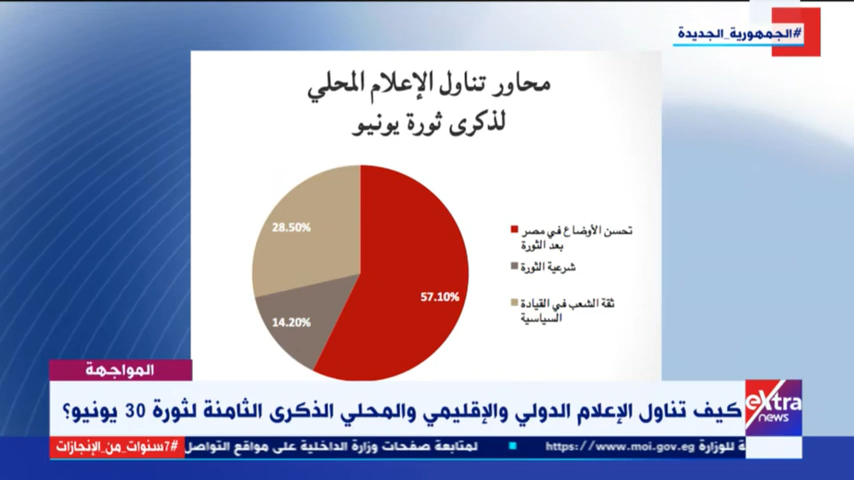 #الجمهورية_الجديدة
محاور تناول الإعلام المحلي
لذكرى ثورة يونيو
28.50%
57.10%
14.20%
تحسن الأوضاع في مصر
بعد الثورة
شرعية الثورة
ثقة الشعب في القيادة
السياسية
المواجهة
كيف تناول الإعلام الدولي والإقليمي والمحلي الذكرى الثامنة لثورة 30 يونيو؟
eXtra
news
ة للوزارة https://www.moi.gov.eg لمتابعة صفحات وزارة الداخلية على مواقع التواصل
#7سنوات_من_الإنجازات